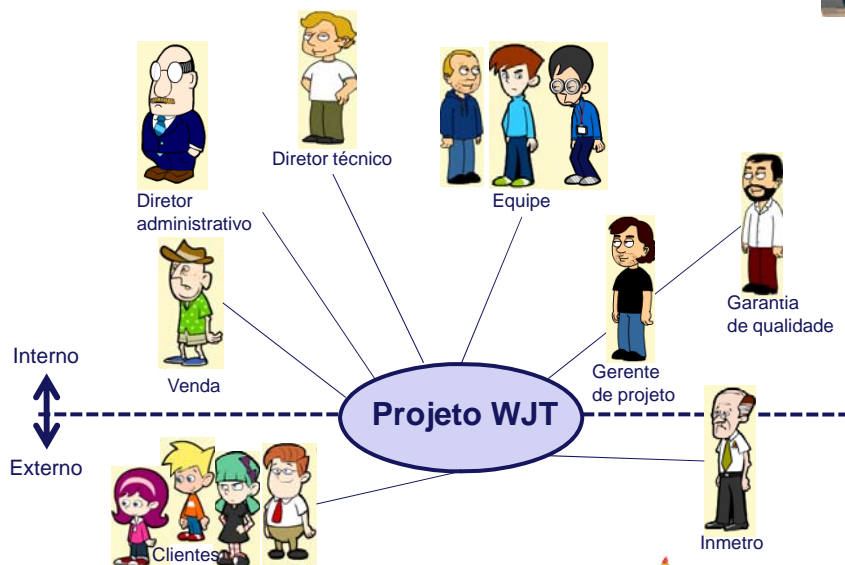 Diretor técnico
Diretor
administrativo
Equipe
Garantia
de qualidade
Interno
Venda
Gerente
de projeto
Projeto WJT
Externo
Clientes
Inmetro